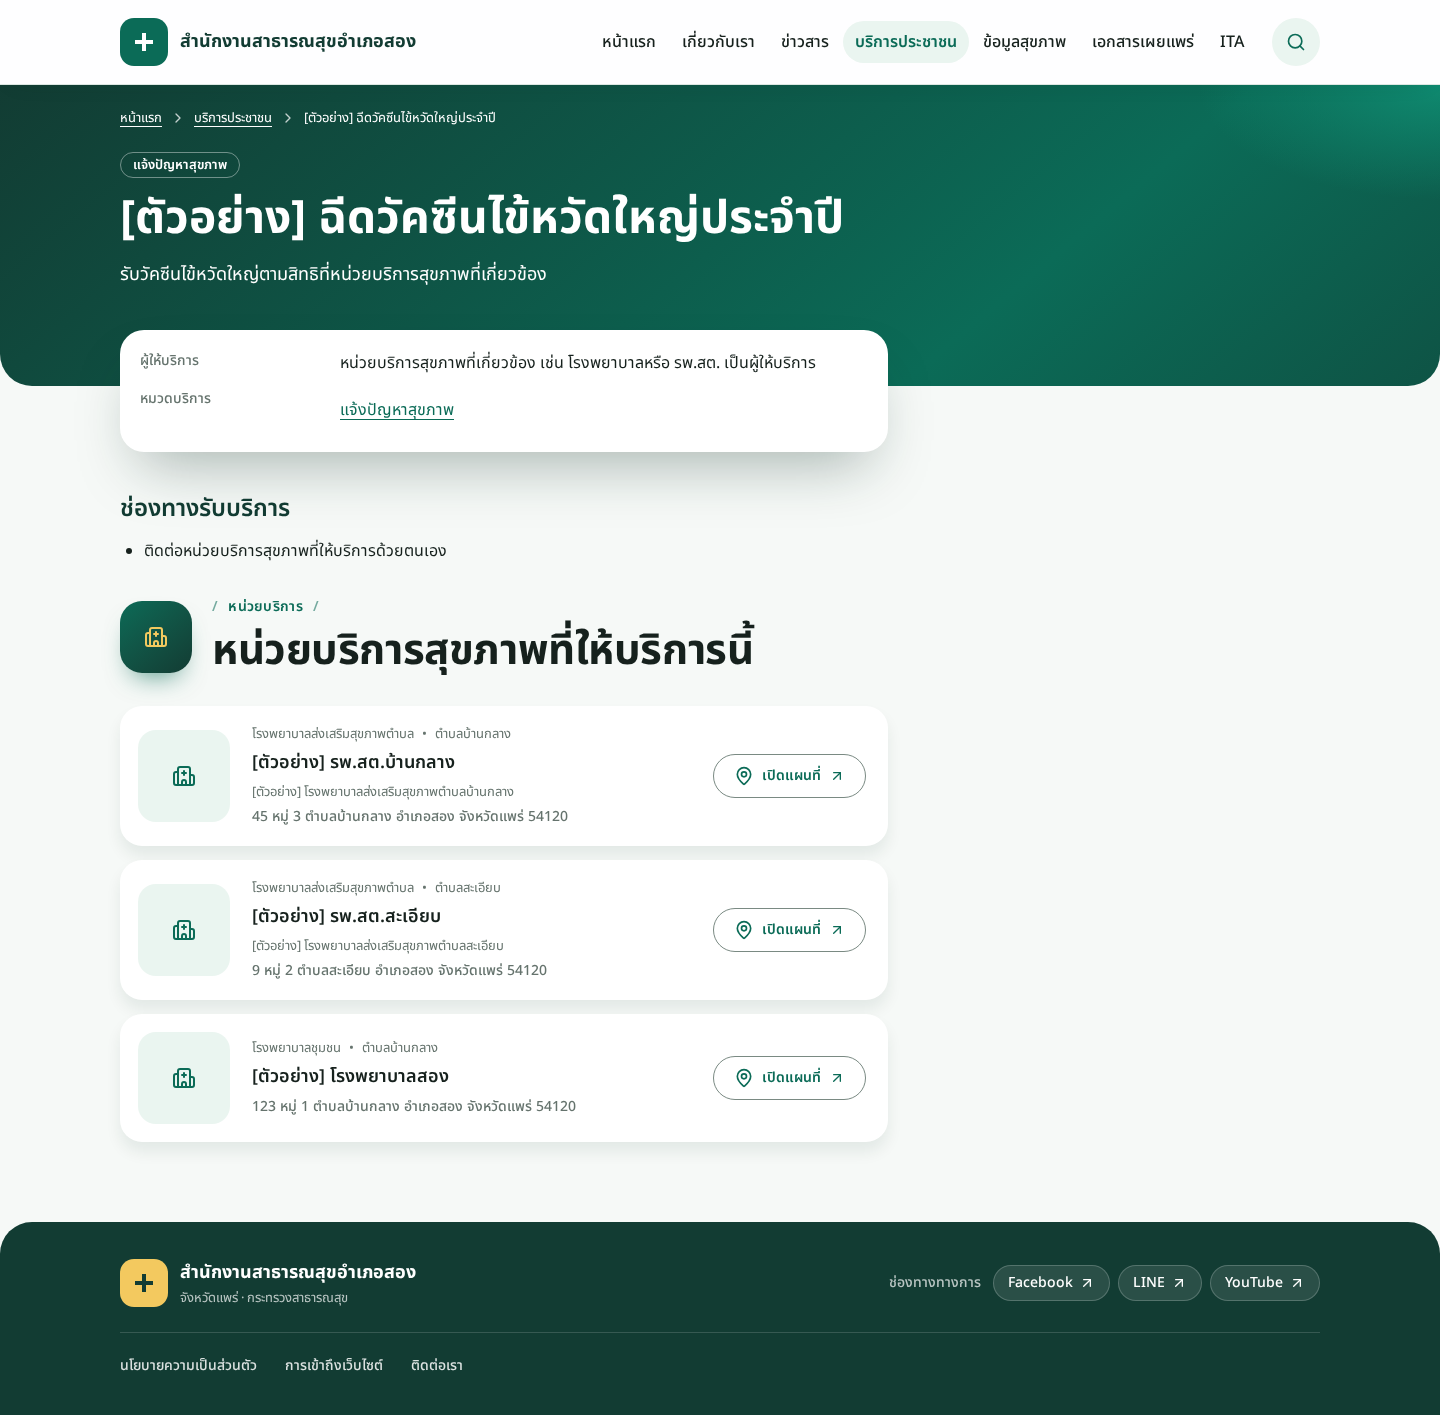 สำนักงานสาธารณสุขอำเภอสอง
หน้าแรก เกี่ยวกับเรา ข่าวสาร บริการประชาชน ข้อมูลสุขภาพ เอกสารเผยแพร่ ITA
หน้าแรก > บริการประชาชน > [ตัวอย่าง] ฉีดวัคซีนไข้หวัดใหญ่ประจำปี
แจ้งปัญหาสุขภาพ
[ตัวอย่าง] ฉีดวัคซีนไข้หวัดใหญ่ประจำปี
รับวัคซีนไข้หวัดใหญ่ตามสิทธิที่หน่วยบริการสุขภาพที่เกี่ยวข้อง
ผู้ให้บริการ หน่วยบริการสุขภาพที่เกี่ยวข้อง เช่น โรงพยาบาลหรือ รพ.สต. เป็นผู้ให้บริการ
หมวดบริการ แจ้งปัญหาสุขภาพ
ช่องทางรับบริการ
• ติดต่อหน่วยบริการสุขภาพที่ให้บริการด้วยตนเอง
/ หน่วยบริการ /
หน่วยบริการสุขภาพที่ให้บริการนี้
โรงพยาบาลส่งเสริมสุขภาพตำบล • ตำบลบ้านกลาง
[ตัวอย่าง] รพ.สต.บ้านกลาง
[ตัวอย่าง] โรงพยาบาลส่งเสริมสุขภาพตำบลบ้านกลาง
45 หมู่ 3 ตำบลบ้านกลาง อำเภอสอง จังหวัดแพร่ 54120
เปิดแผนที่
โรงพยาบาลส่งเสริมสุขภาพตำบล • ตำบลสะเอียบ
[ตัวอย่าง] รพ.สต.สะเอียบ
[ตัวอย่าง] โรงพยาบาลส่งเสริมสุขภาพตำบลสะเอียบ
9 หมู่ 2 ตำบลสะเอียบ อำเภอสอง จังหวัดแพร่ 54120
เปิดแผนที่
โรงพยาบาลชุมชน • ตำบลบ้านกลาง
[ตัวอย่าง] โรงพยาบาลสอง
123 หมู่ 1 ตำบลบ้านกลาง อำเภอสอง จังหวัดแพร่ 54120
เปิดแผนที่
สำนักงานสาธารณสุขอำเภอสอง
จังหวัดแพร่ · กระทรวงสาธารณสุข
ช่องทางทางการ Facebook LINE YouTube
นโยบายความเป็นส่วนตัว การเข้าถึงเว็บไซต์ ติดต่อเรา